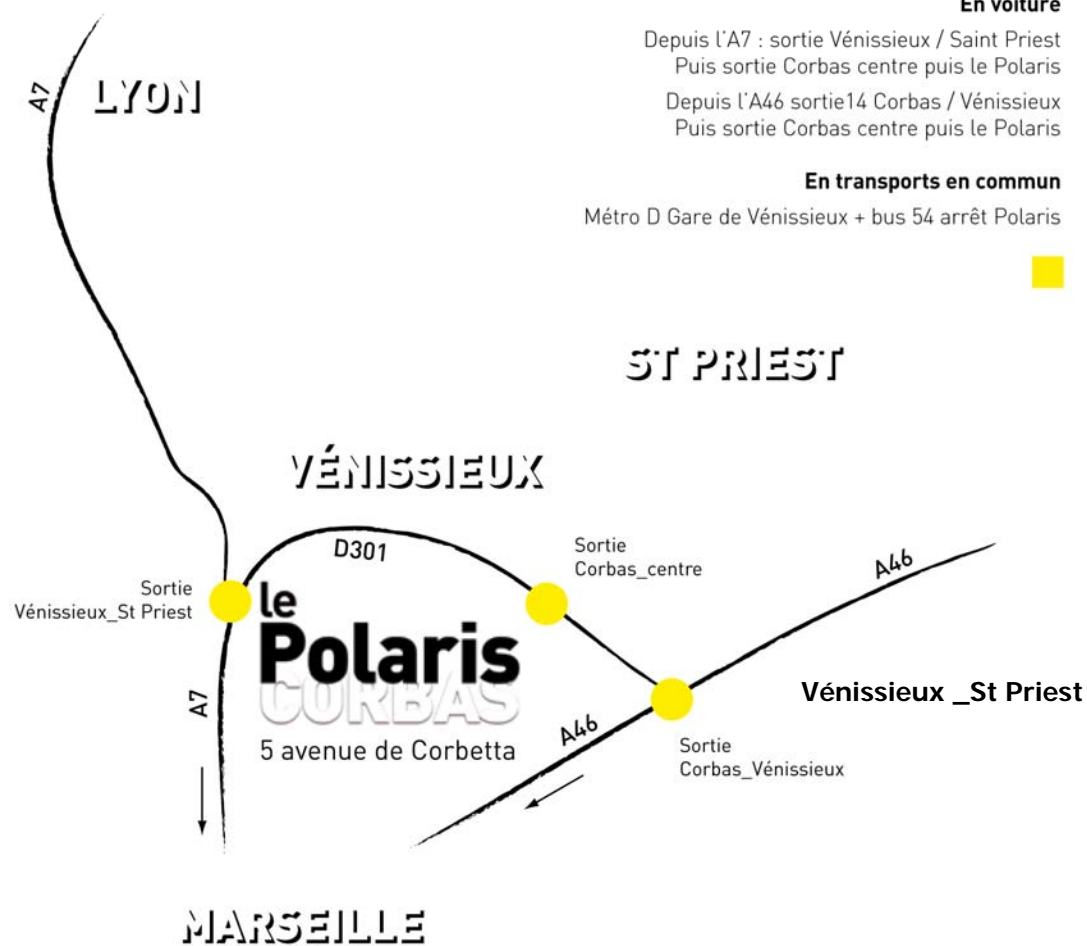 En voiture
Depuis l'A7 : sortie Vénissieux / Saint Priest
Puis sortie Corbas centre puis le Polaris
Depuis l'A46 sortie14 Corbas / Vénissieux
Puis sortie Corbas centre puis le Polaris
En transports en commun
Métro D Gare de Vénissieux + bus 54 arrêt Polaris
A7
LYON
ST PRIEST
VÉNISSIEUX
D301
Sortie
Corbas_centre
A46
Sortie
Vénissieux_St Priest
le
Polaris
CORBAS
5 avenue de Corbetta
A7
A46
Vénissieux _St Priest
Sortie
Corbas_Vénissieux
MARSEILLE